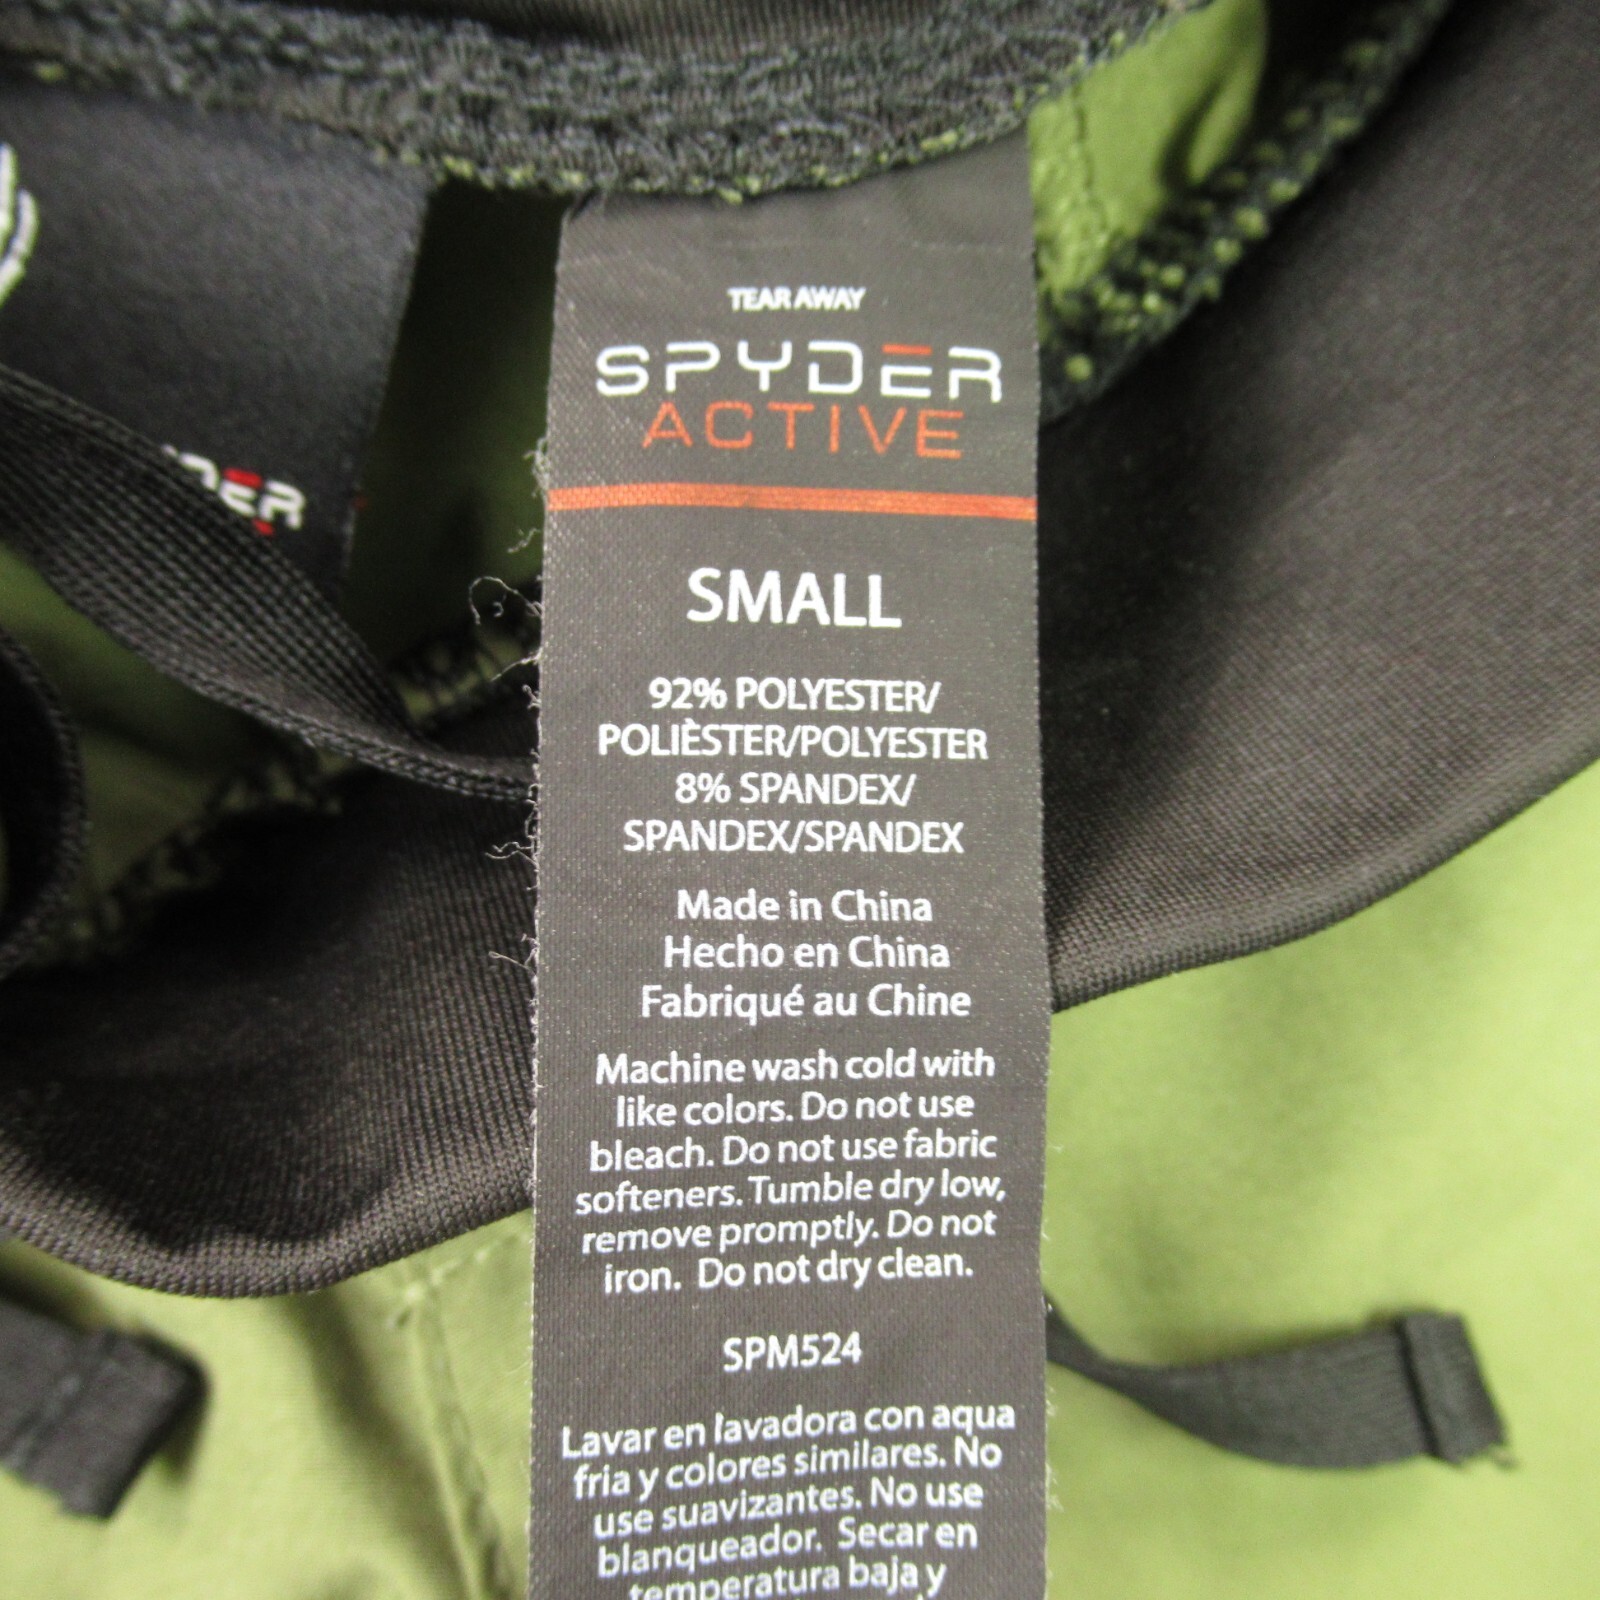 TEAR AWAY
SPYDER
ACTIVE
SMALL
92% POLYESTER/
POLIÈSTER/POLYESTER
8% SPANDEX/
SPANDEX/SPANDEX
Made in China
Hecho en China
Fabriqué au Chine
Machine wash cold with
like colors. Do not use
bleach. Do not use fabric
softeners. Tumble dry low,
remove promptly. Do not
iron. Do not dry clean.
SPM524
Lavar en lavadora con aqua
fria y colores similares. No
use suavizantes. No use
blanqueador. Secar en
temperatura baja y